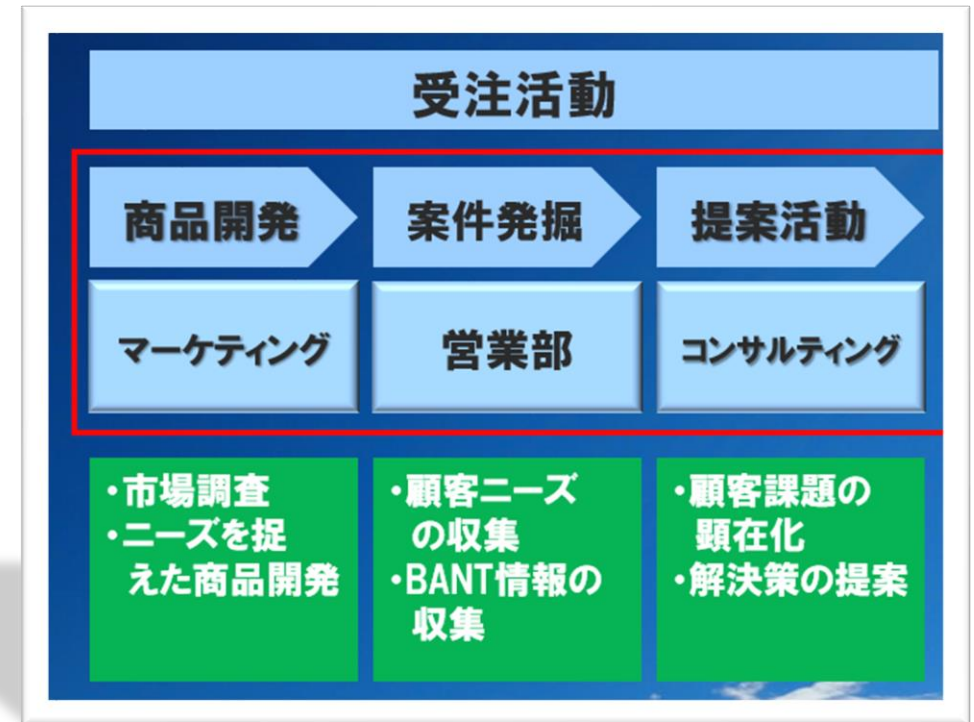 受注活動
商品開発
案件発掘
提案活動
マーケティング
営業部
コンサルティング
・市場調査
・ニーズを捉
えた商品開発
・顧客ニーズ
の収集
・BANT情報の
収集
・顧客課題の
顕在化
・解決策の提案